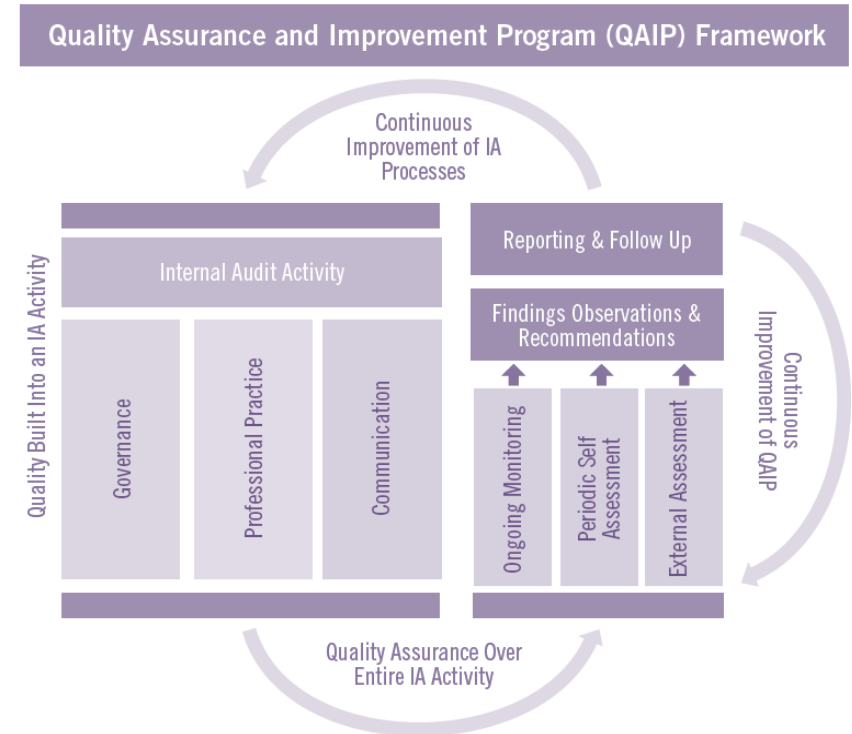 Quality Assurance and Improvement Program (QAIP) Framework
Continuous
Improvement of IA
Processes
Quality Built Into an IA Activity
Internal Audit Activity
Governance
Professional Practice
Communication
Reporting & Follow Up
Findings Observations &
Recommendations
Ongoing Monitoring
Periodic Self
Assessment
External Assessment
Continuous
Improvement of QAIP
Quality Assurance Over
Entire IA Activity